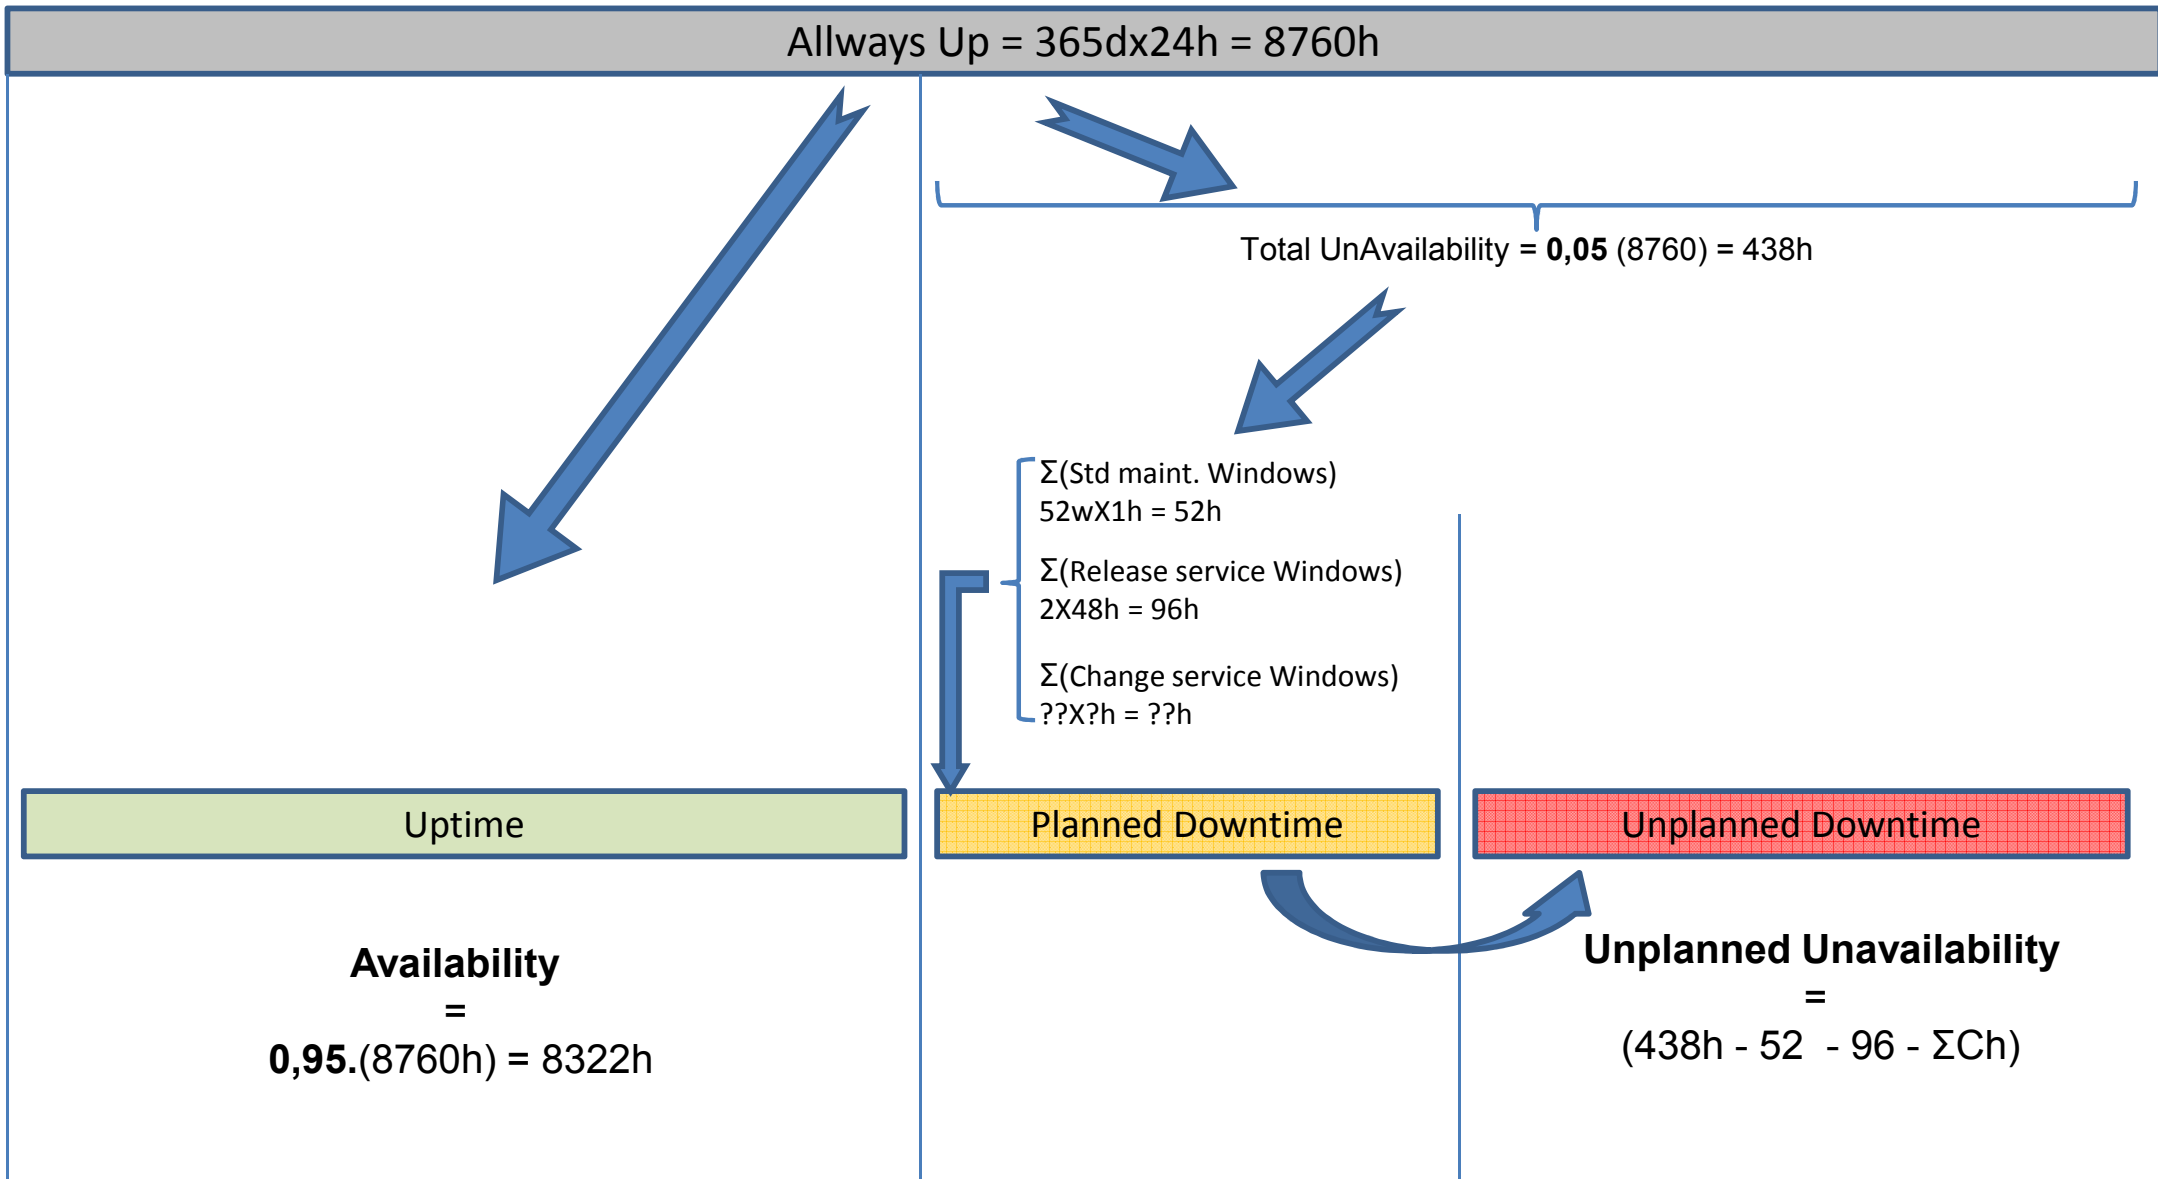 Allways Up = 365dx24h = 8760h
Total UnAvailability = 0,05 (8760) = 438h
Σ(Std maint. Windows)
52wX1h = 52h
Σ(Release service Windows)
2X48h = 96h
Σ(Change service Windows)
??X?h = ??h
Uptime
Planned Downtime
Unplanned Downtime
Availability
=
0,95.(8760h) = 8322h
Unplanned Unavailability
=
(438h - 52 - 96 - ΣCh)